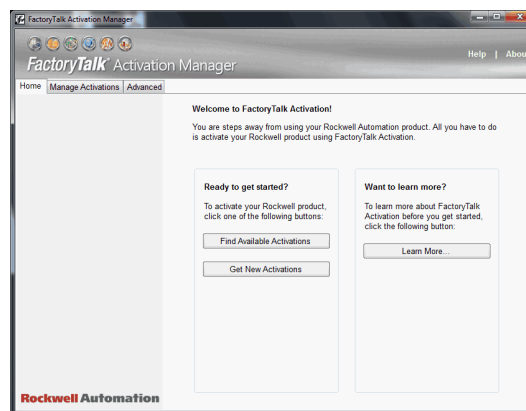 FactoryTalk Activation Manager
Help | Abou
FactoryTalk Activation Manager
Home Manage Activations Advanced
Welcome to FactoryTalk Activation!
You are steps away from using your Rockwell Automation product. All you have to do
is activate your Rockwell product using FactoryTalk Activation.
Ready to get started?
To activate your Rockwell product,
click one of the following buttons:
Find Available Activations
Get New Activations
Want to learn more?
To learn more about FactoryTalk
Activation before you get started,
click the following button:
Learn More...
Rockwell Automation